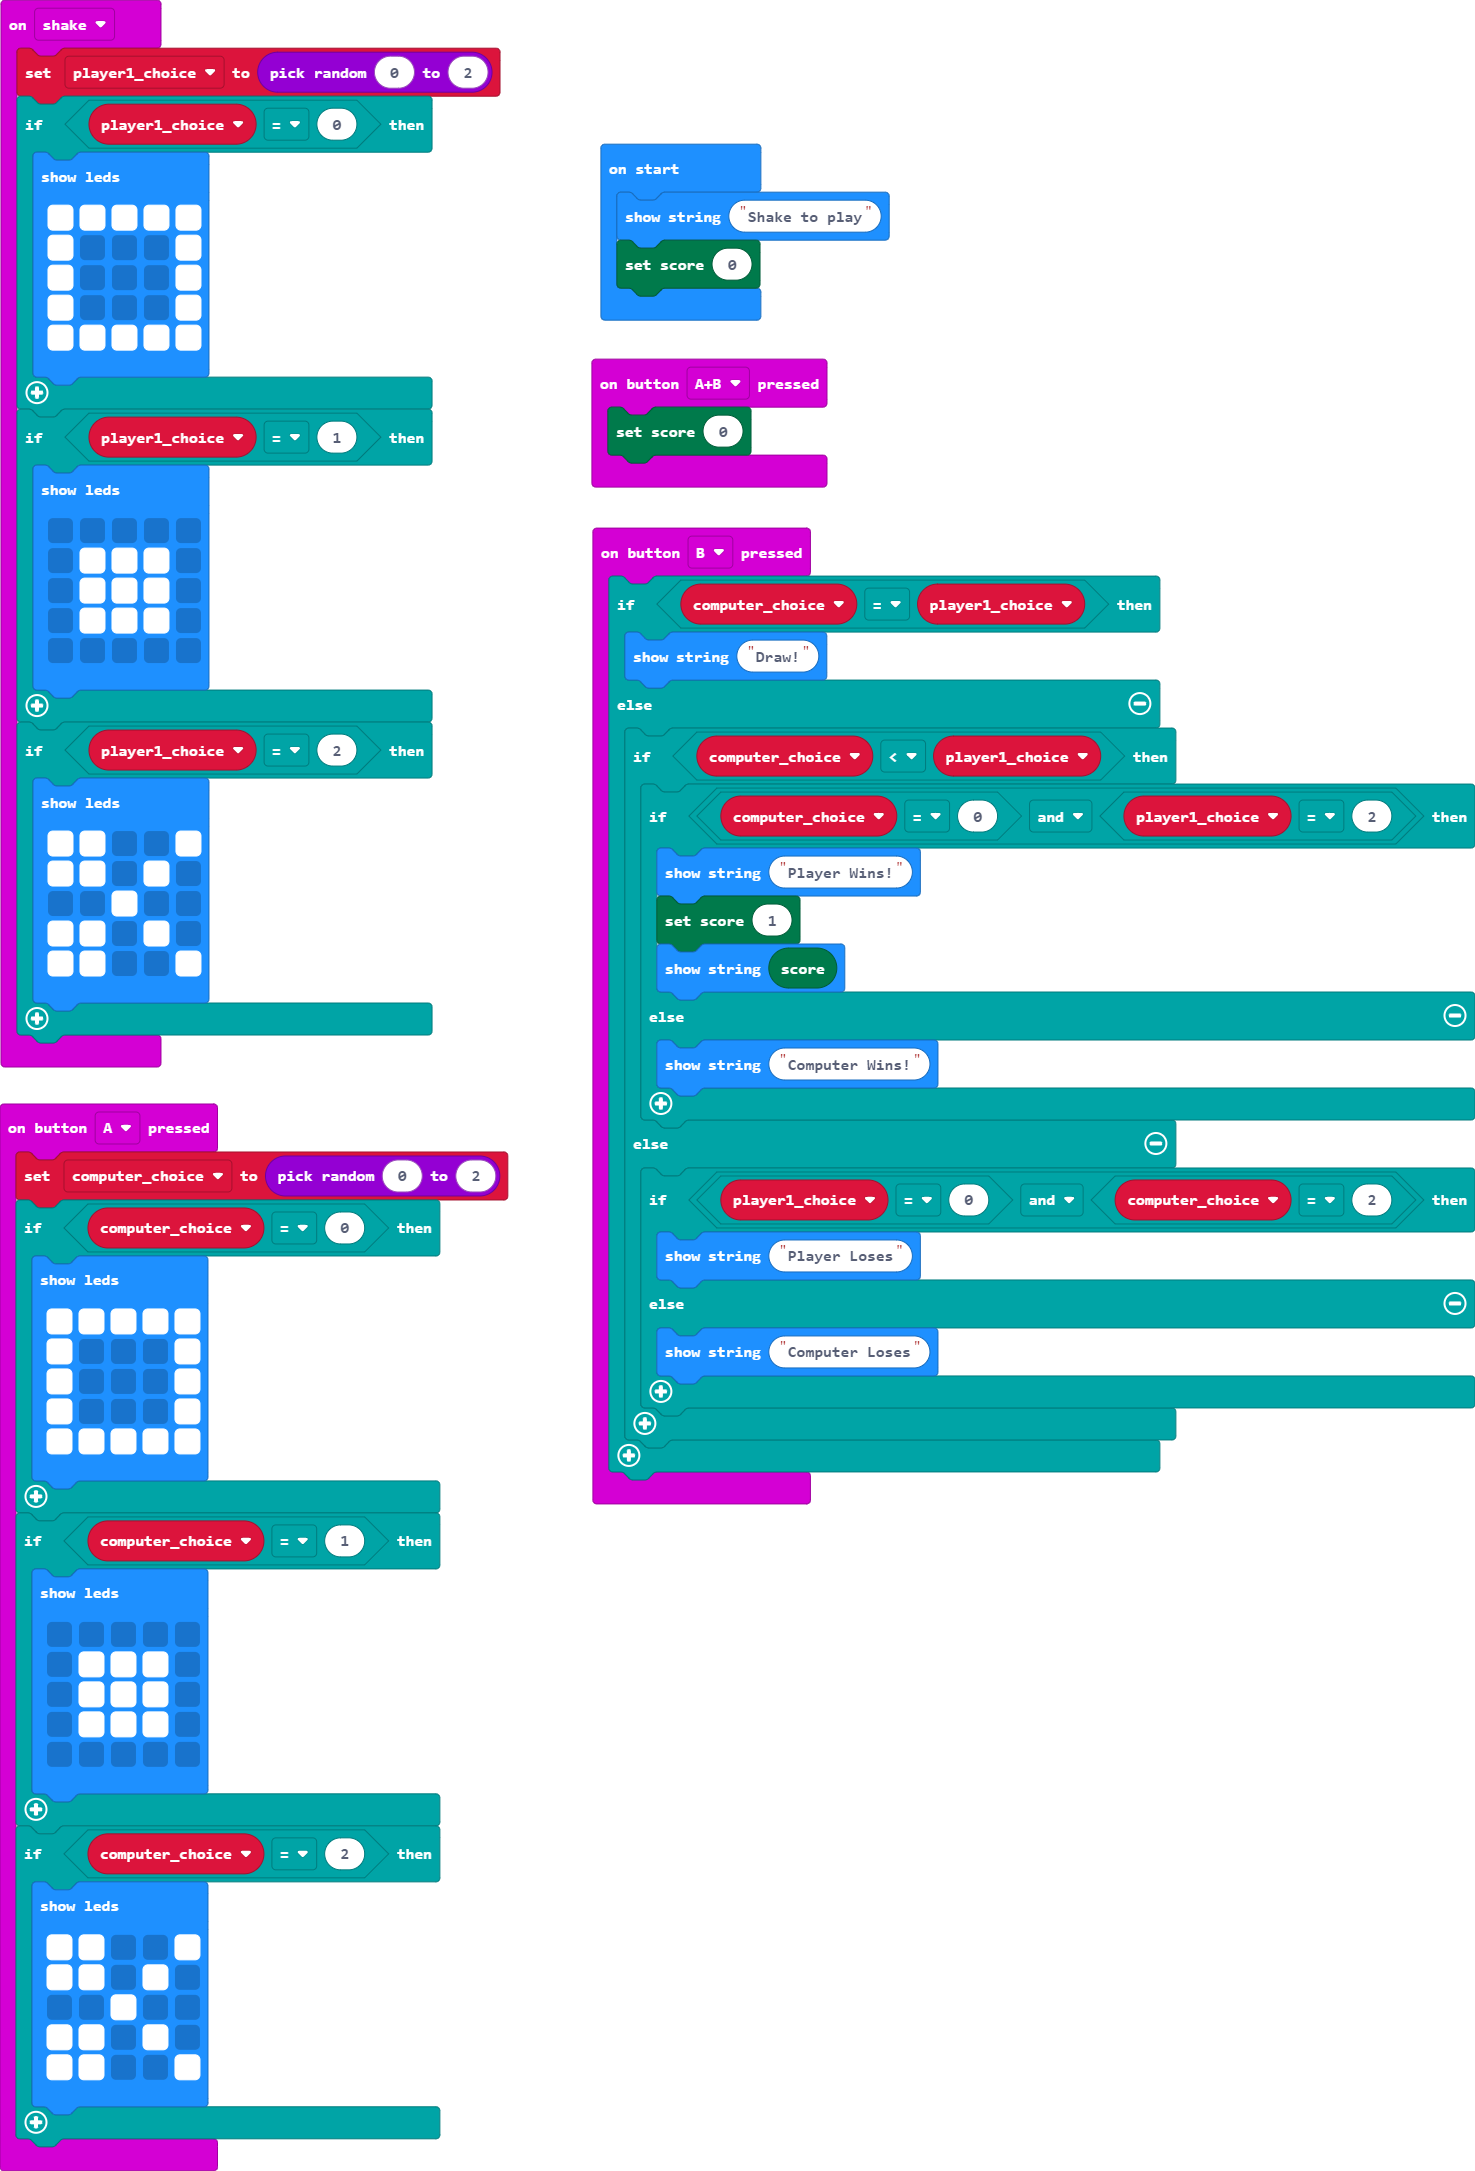 on shake
set player1_choice to pick random 0 to 2
if player1_choice = 0 then
show leds
if player1_choice = 1 then
show leds
if player1_choice = 2 then
show leds
on button A pressed
set computer_choice to pick random 0 to 2
if computer_choice = 0 then
show leds
if computer_choice = 1 then
show leds
if computer_choice = 2 then
show leds
on start
show string "Shake to play"
set score 0
on button A+B pressed
set score 0
on button B pressed
if computer_choice = player1_choice then
show string "Draw!"
else
if computer_choice < player1_choice then
if computer_choice = 0 and player1_choice = 2 then
show string "Player Wins!"
set score 1
show string score
else
show string "Computer Wins!"
else
if player1_choice = 0 and computer_choice = 2 then
show string "Player Loses"
else
show string "Computer Loses"